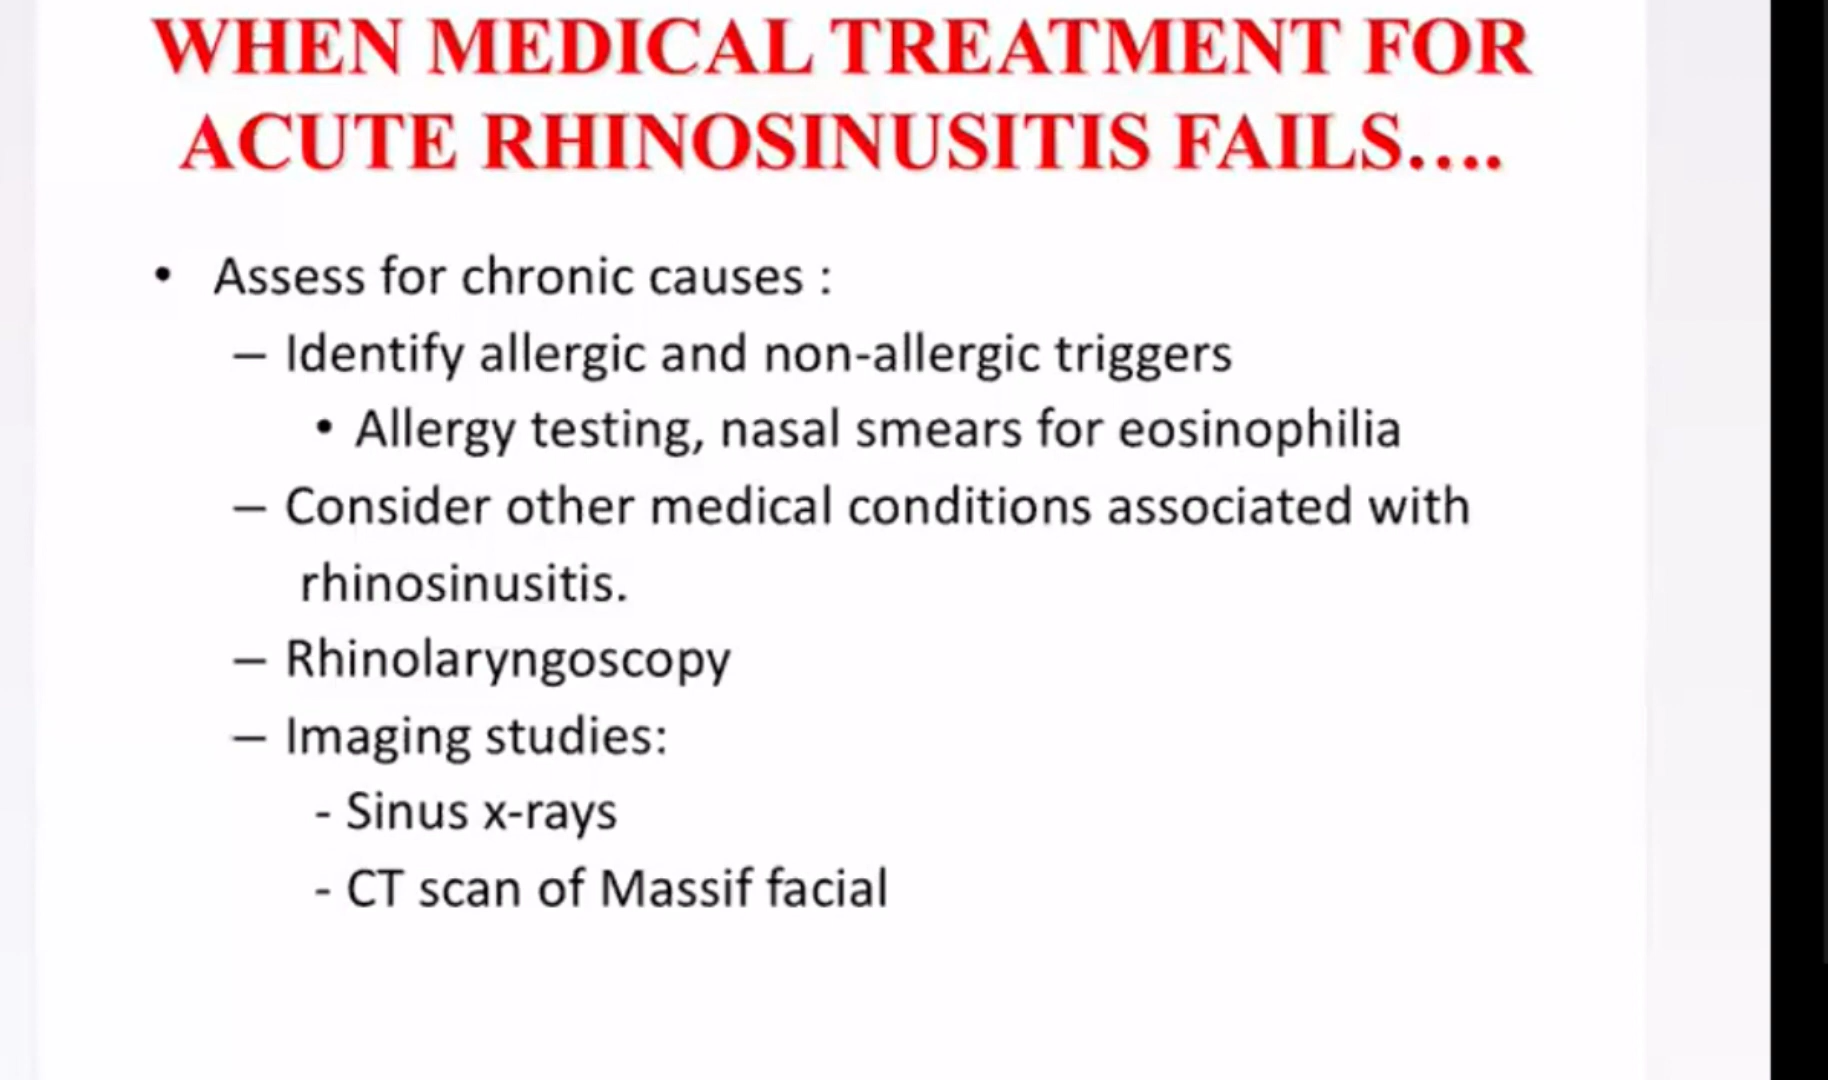 WHEN MEDICAL TREATMENT FOR
ACUTE RHINOSINUSITIS FAILS....
• Assess for chronic causes :
– Identify allergic and non-allergic triggers
• Allergy testing, nasal smears for eosinophilia
– Consider other medical conditions associated with
rhinosinusitis.
– Rhinolaryngoscopy
– Imaging studies:
- Sinus x-rays
- CT scan of Massif facial